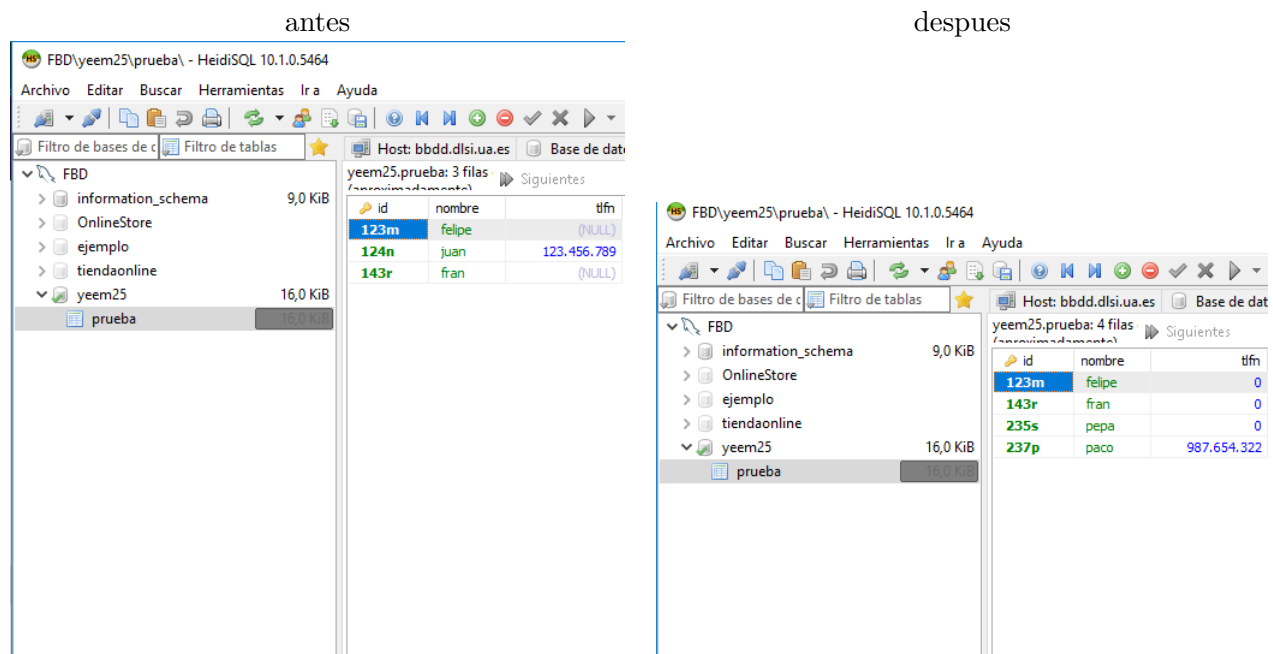 antes
despues
FBD\yeem25\prueba\ - HeidiSQL 10.1.0.5464
Archivo Editar Buscar Herramientas Ir a Ayuda
Filtro de bases de c Filtro de tablas
Host: bbdd.dlsi.ua.es Base de dat
FBD
information_schema 9,0 KiB
OnlineStore
ejemplo
tiendaonline
yeem25 16,0 KiB
prueba 16,0 KiB
yeem25.prueba: 3 filas Siguientes
(aproximadamente)
id nombre tlfn
123m felipe (NULL)
124n juan 123.456.789
143r fran (NULL)
FBD\yeem25\prueba\ - HeidiSQL 10.1.0.5464
Archivo Editar Buscar Herramientas Ir a Ayuda
Filtro de bases de c Filtro de tablas
Host: bbdd.dlsi.ua.es Base de dat
FBD
information_schema 9,0 KiB
OnlineStore
ejemplo
tiendaonline
yeem25 16,0 KiB
prueba 16,0 KiB
yeem25.prueba: 4 filas Siguientes
(aproximadamente)
id nombre tlfn
123m felipe 0
143r fran 0
235s pepa 0
237p paco 987.654.322